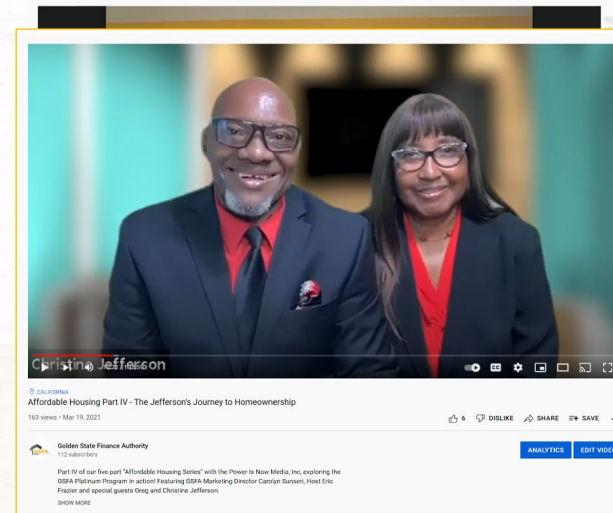 Christina Jefferson
CALIFORNIA
Affordable Housing Part IV - The Jefferson's Journey to Homeownership
163 views • Mar 19, 2021
6 DISLIKE SHARE SAVE
GSFA
Golden State Finance Authority
112 subscribers
ANALYTICS EDIT VIDEO
Part IV of our five-part "Affordable Housing Series" with the Power Is Now Media, Inc, exploring the
GSFA Platinum Program in action! Featuring GSFA Marketing Director Carolyn Sunseri, Host Eric
Frazier and special guests Greg and Christine Jefferson.
SHOW MORE